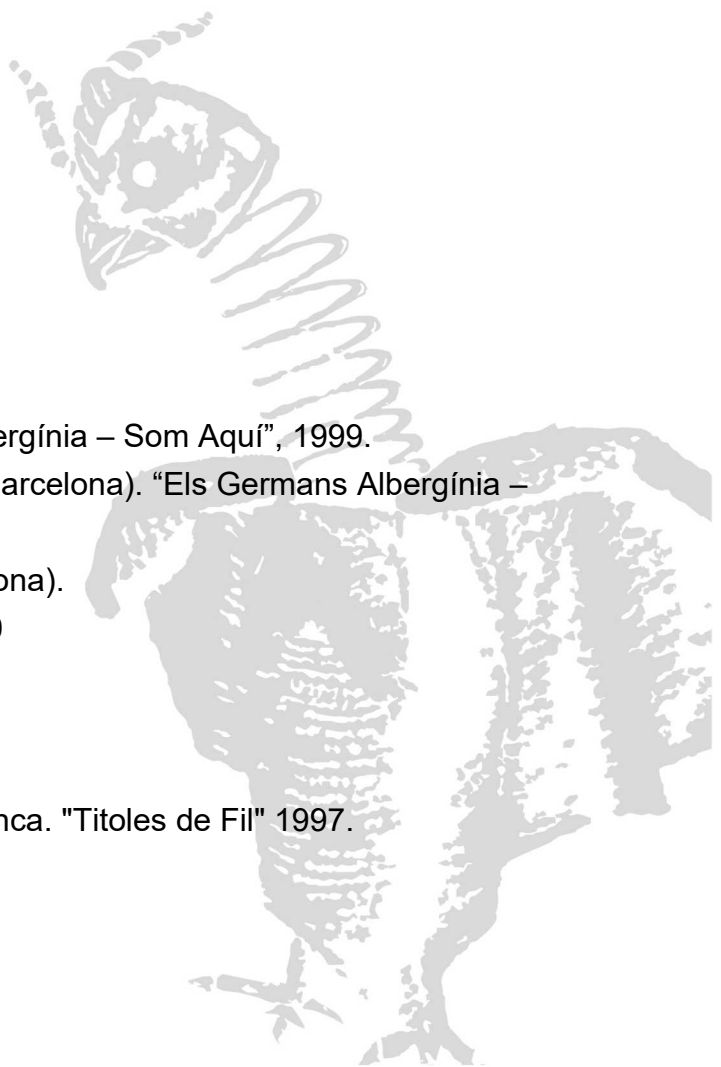 ergínia – Som Aquí”, 1999.
arcelona). “Els Germans Albergínia –
ona).
)
nca. "Titoles de Fil" 1997.